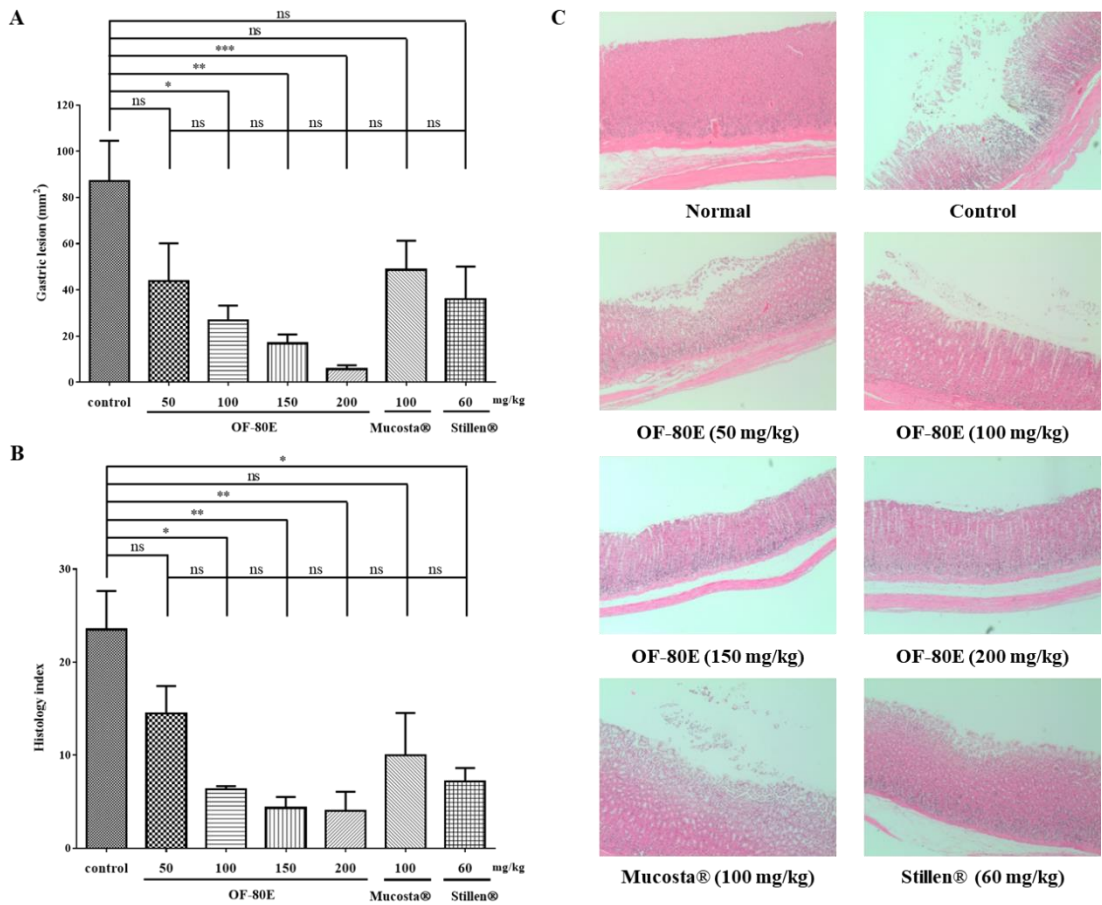 A
ns
ns
***
**
*
ns
ns ns ns ns ns
120
100
80
60
40
20
0
Gastric lesion (mm²)
control 50 100 150 200 100 60 mg/kg
OF-80E Mucosta® Stillen®
B
*
ns
**
**
*
ns
ns ns ns ns ns
30
20
10
0
Histology index
control 50 100 150 200 100 60 mg/kg
OF-80E Mucosta® Stillen®
C
Normal Control
OF-80E (50 mg/kg) OF-80E (100 mg/kg)
OF-80E (150 mg/kg) OF-80E (200 mg/kg)
Mucosta® (100 mg/kg) Stillen® (60 mg/kg)